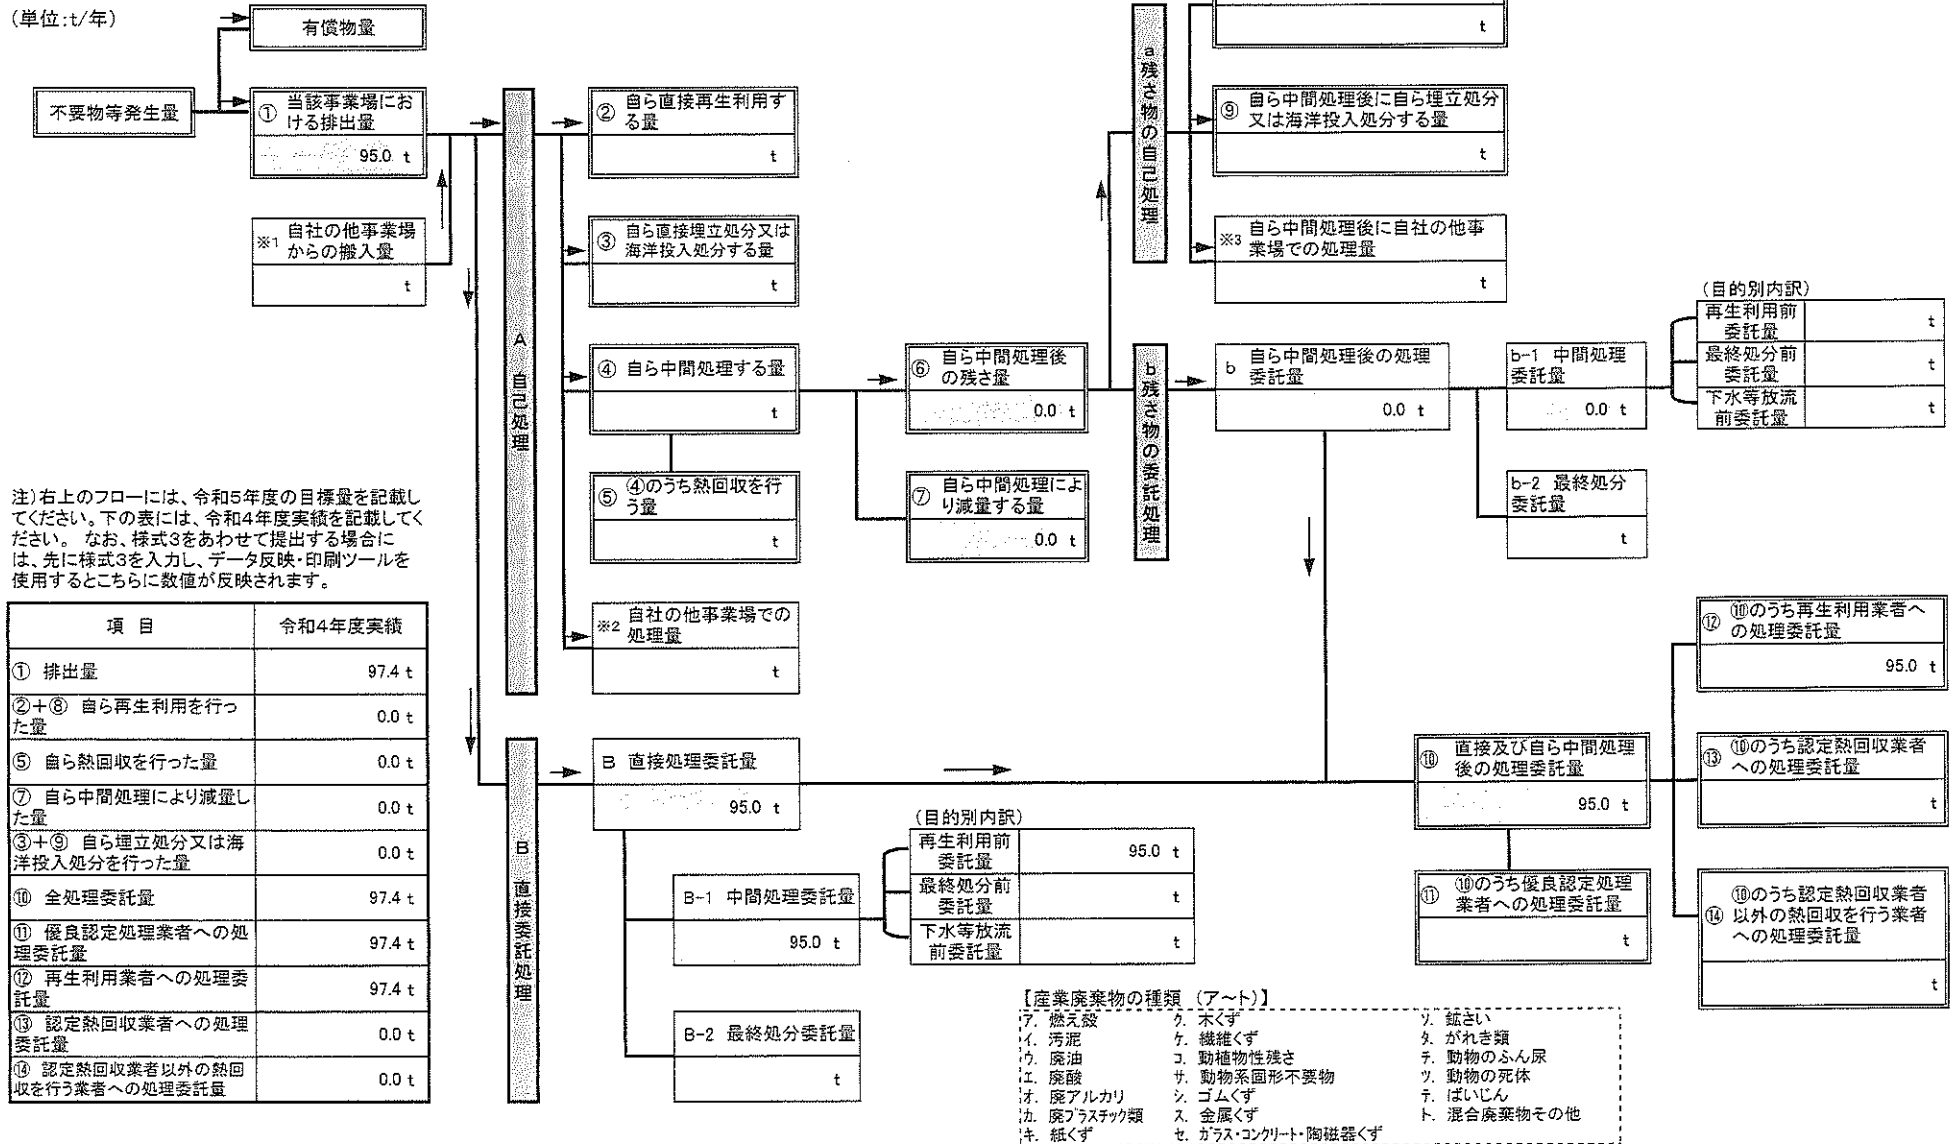 (単位:t/年)
有償物量
不要物等発生量
① 当該事業場にお
ける排出量
95.0 t
※1 自社の他事業場
からの搬入量
t
A 自己処理
② 自ら直接再生利用す
る量
t
③ 自ら直接埋立処分又は
海洋投入処分する量
t
④ 自ら中間処理する量
t
⑤ ④のうち熱回収を行
う量
t
※2 自社の他事業場での
処理量
t
⑥ 自ら中間処理後
の残さ量
0.0 t
⑦ 自ら中間処理によ
り減量する量
0.0 t
a 残さ物の自己処理
t
⑨ 自ら中間処理後に自ら埋立処分
又は海洋投入処分する量
t
※3 自ら中間処理後に自社の他事
業場での処理量
t
b 残さ物の委託処理
b 自ら中間処理後の処理
委託量
0.0 t
b-1 中間処理
委託量
0.0 t
(目的別内訳)
再生利用前
委託量
t
最終処分前
委託量
t
下水等放流
前委託量
t
b-2 最終処分
委託量
t
注)右上のフローには、令和5年度の目標量を記載し
てください。下の表には、令和4年度実績を記載してく
ださい。 なお、様式3をあわせて提出する場合に
は、先に様式3を入力し、データ反映・印刷ツールを
使用するとこちらに数値が反映されます。
項 目 令和4年度実績
① 排出量 97.4 t
②+⑧ 自ら再生利用を行っ
た量 0.0 t
⑤ 自ら熱回収を行った量 0.0 t
⑦ 自ら中間処理により減量し
た量 0.0 t
③+⑨ 自ら埋立処分又は海
洋投入処分を行った量 0.0 t
⑩ 全処理委託量 97.4 t
⑪ 優良認定処理業者への処
理委託量 97.4 t
⑫ 再生利用業者への処理委
託量 97.4 t
⑬ 認定熱回収業者への処理
委託量 0.0 t
⑭ 認定熱回収業者以外の熱回
収を行う業者への処理委託量 0.0 t
B 直接委託処理
B 直接処理委託量
95.0 t
B-1 中間処理委託量
95.0 t
(目的別内訳)
再生利用前
委託量
95.0 t
最終処分前
委託量
t
下水等放流
前委託量
t
B-2 最終処分委託量
t
⑩ 直接及び自ら中間処理
後の処理委託量
95.0 t
⑪ ⑩のうち優良認定処理
業者への処理委託量
t
⑫ ⑩のうち再生利用業者へ
の処理委託量
95.0 t
⑬ ⑩のうち認定熱回収業者
への処理委託量
t
⑭ ⑩のうち認定熱回収業者
以外の熱回収を行う業者
への処理委託量
t
【産業廃棄物の種類 (ア~ト)】
ア. 燃え殻 ク. 木くず ソ. 鉱さい
イ. 汚泥 ケ. 繊維くず タ. がれき類
ウ. 廃油 コ. 動植物性残さ チ. 動物のふん尿
エ. 廃酸 サ. 動物系固形不要物 ツ. 動物の死体
オ. 廃アルカリ シ. ゴムくず テ. ばいじん
カ. 廃プラスチック類 ス. 金属くず ト. 混合廃棄物その他
キ. 紙くず セ. ガラス・コンクリート・陶磁器くず